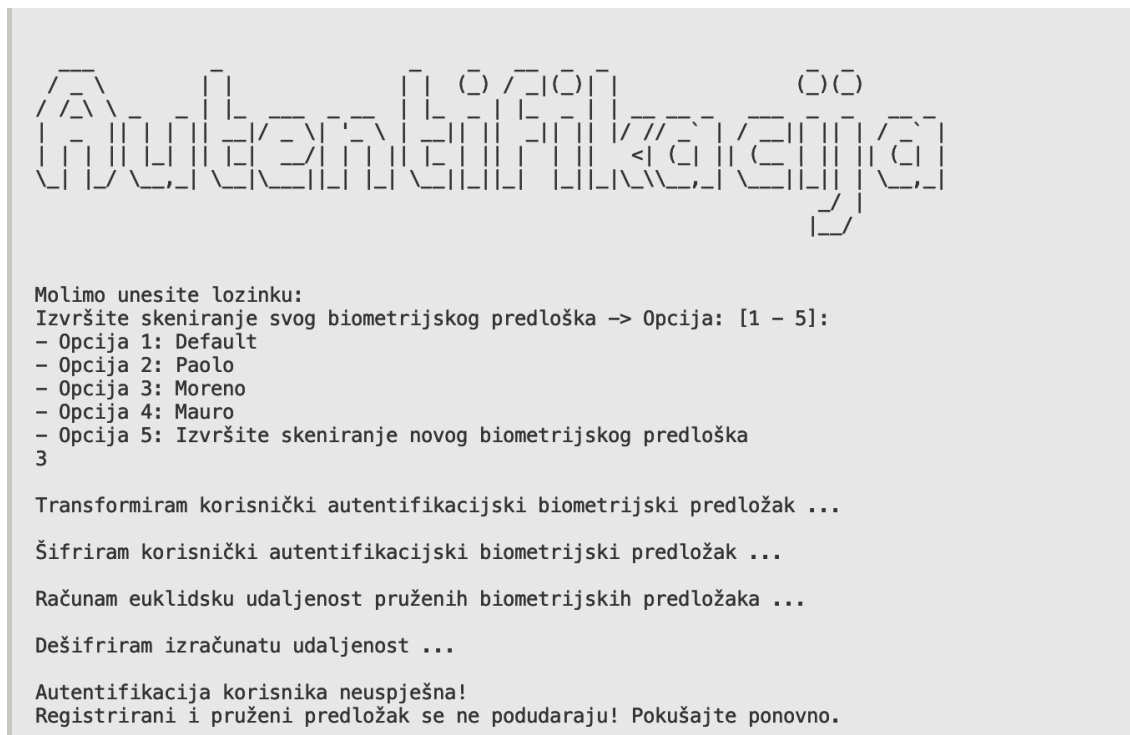 Autentifikacija
Molimo unesite lozinku:
Izvršite skeniranje svog biometrijskog predloška -> Opcija: [1 - 5]:
- Opcija 1: Default
- Opcija 2: Paolo
- Opcija 3: Moreno
- Opcija 4: Mauro
- Opcija 5: Izvršite skeniranje novog biometrijskog predloška
3
Transformiram korisnički autentifikacijski biometrijski predložak ...
Šifriram korisnički autentifikacijski biometrijski predložak ...
Računam euklidsku udaljenost pruženih biometrijskih predložaka ...
Dešifriram izračunatu udaljenost ...
Autentifikacija korisnika neuspješna!
Registrirani i pruženi predložak se ne podudaraju! Pokušajte ponovno.